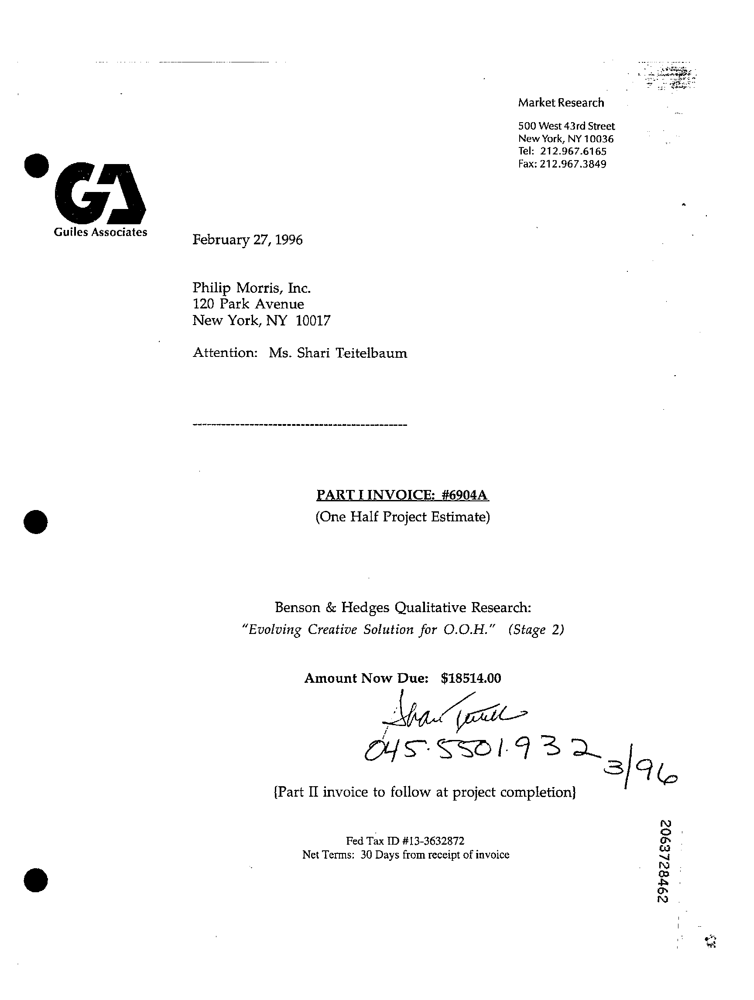 Market Research
500 West 43rd Street
New York, NY 10036
Tel: 212.967.6165
Fax: 212.967.3849
GA
Guiles Associates
February 27, 1996
Philip Morris, Inc.
120 Park Avenue
New York, NY 10017
Attention: Ms. Shari Teitelbaum
PART I INVOICE: #6904A
(One Half Project Estimate)
Benson & Hedges Qualitative Research:
"Evolving Creative Solution for O.O.H." (Stage 2)
Amount Now Due: $18514.00
Shari
045.5501.932 3/96
{Part II invoice to follow at project completion}
Fed Tax ID #13-3632872
Net Terms: 30 Days from receipt of invoice
2063728462